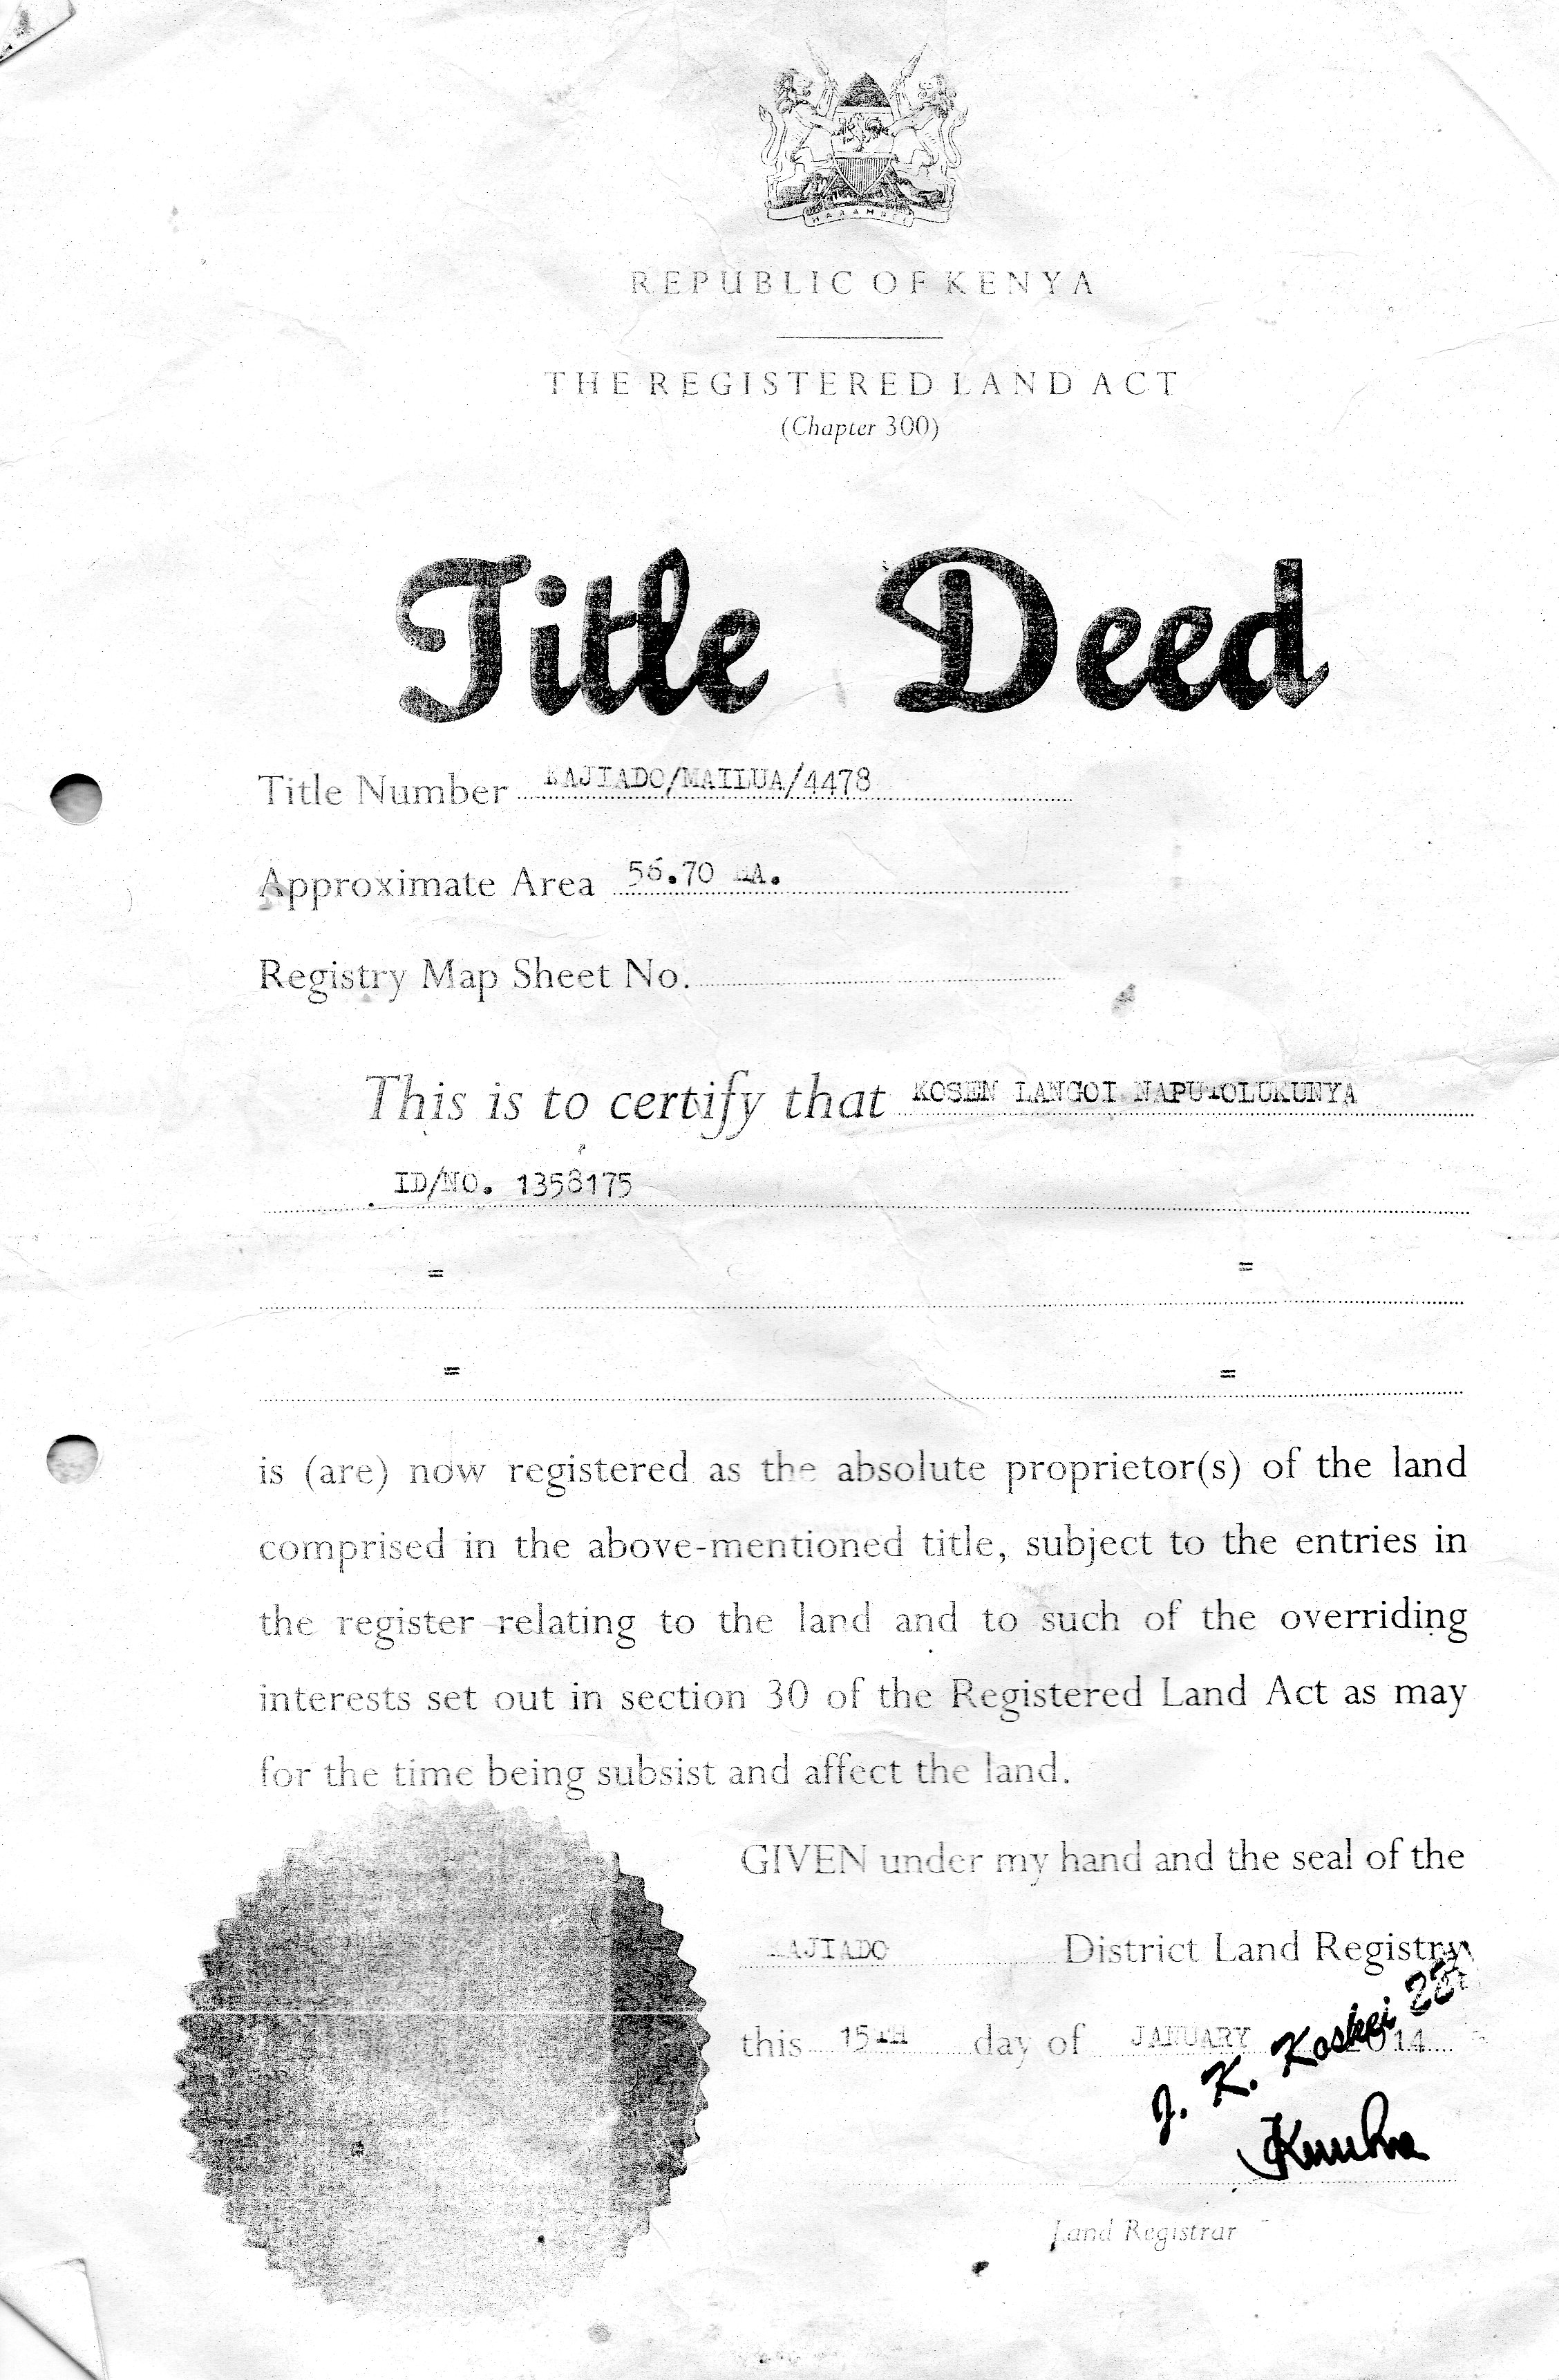 HARAMBEE
REPUBLIC OF KENYA
THE REGISTERED LAND ACT
(Chapter 300)
Title Deed
Title Number KAJIADO/MAILUA/4478
Approximate Area 56.70 HA.
Registry Map Sheet No.
This is to certify that KOSEN LANGOI NAPUTOLUKUNYA
ID/NO. 1358175
= =
= =
is (are) now registered as the absolute proprietor(s) of the land
comprised in the above-mentioned title, subject to the entries in
the register relating to the land and to such of the overriding
interests set out in section 30 of the Registered Land Act as may
for the time being subsist and affect the land.
GIVEN under my hand and the seal of the
KAJIADO District Land Registry
this 15TH day of JANUARY 2014
J. K. Koskei
Land Registrar